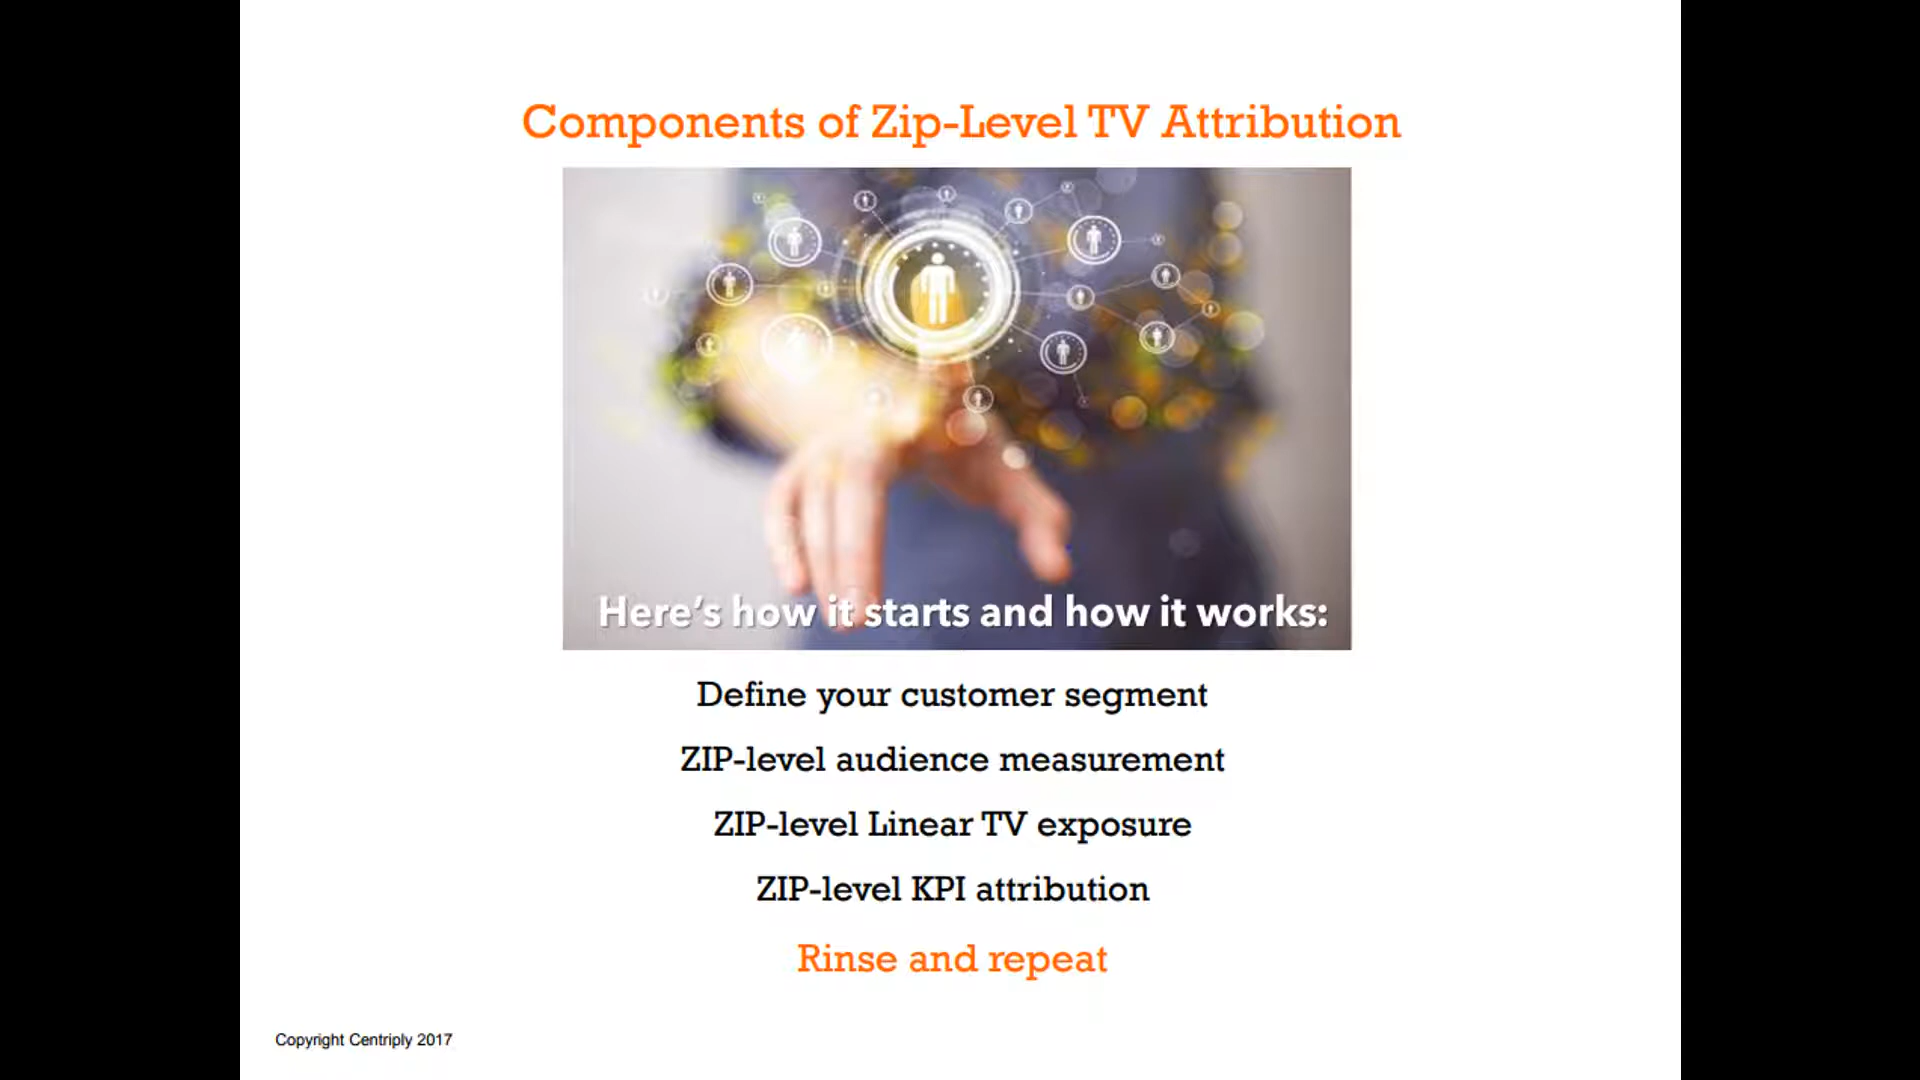 Components of Zip-Level TV Attribution
Here's how it starts and how it works:
Define your customer segment
ZIP-level audience measurement
ZIP-level Linear TV exposure
ZIP-level KPI attribution
Rinse and repeat
Copyright Centriply 2017